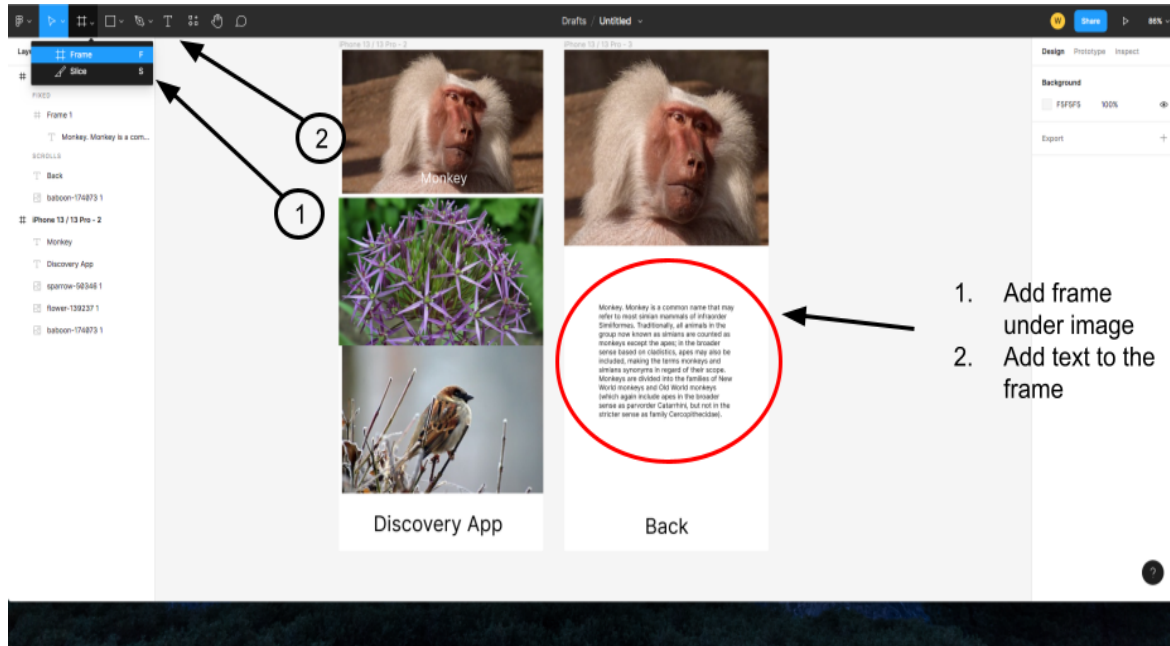 Drafts / Untitled
W
Share
86%
Laye
Frame F
Slice S
FIXED
Frame 1
Monkey. Monkey is a com...
SCROLLS
Back
baboon-174073 1
iPhone 13 / 13 Pro - 2
Monkey
Discovery App
sparrow-50346 1
flower-139237 1
baboon-174073 1
2
1
iPhone 13 / 13 Pro - 2
Monkey
Discovery App
iPhone 13 / 13 Pro - 3
Monkey. Monkey is a common name that may
refer to most simian mammals of infraorder
Simiiformes. Traditionally, all animals in the
group now known as simians are counted as
monkeys except the apes; in the broader
sense based on cladistics, apes may also be
included, making the terms monkeys and
simians synonyms in regard of their scope.
Monkeys are divided into the families of New
World monkeys and Old World monkeys
(which again include apes in the broader
sense as parvorder Catarrhini, but not in the
stricter sense as family Cercopithecidae).
Back
1. Add frame
under image
2. Add text to the
frame
Design Prototype Inspect
Background
F5F5F5 100%
Export
?